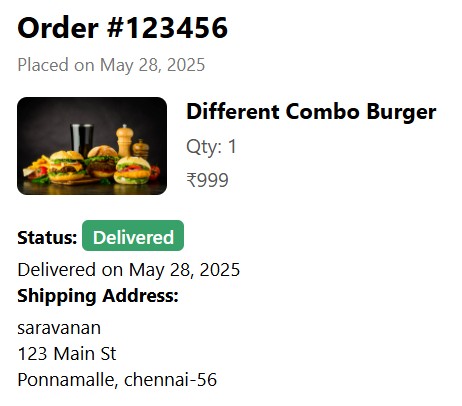 Order #123456
Placed on May 28, 2025
Different Combo Burger
Qty: 1
₹999
Status: Delivered
Delivered on May 28, 2025
Shipping Address:
saravanan
123 Main St
Ponnamalle, chennai-56